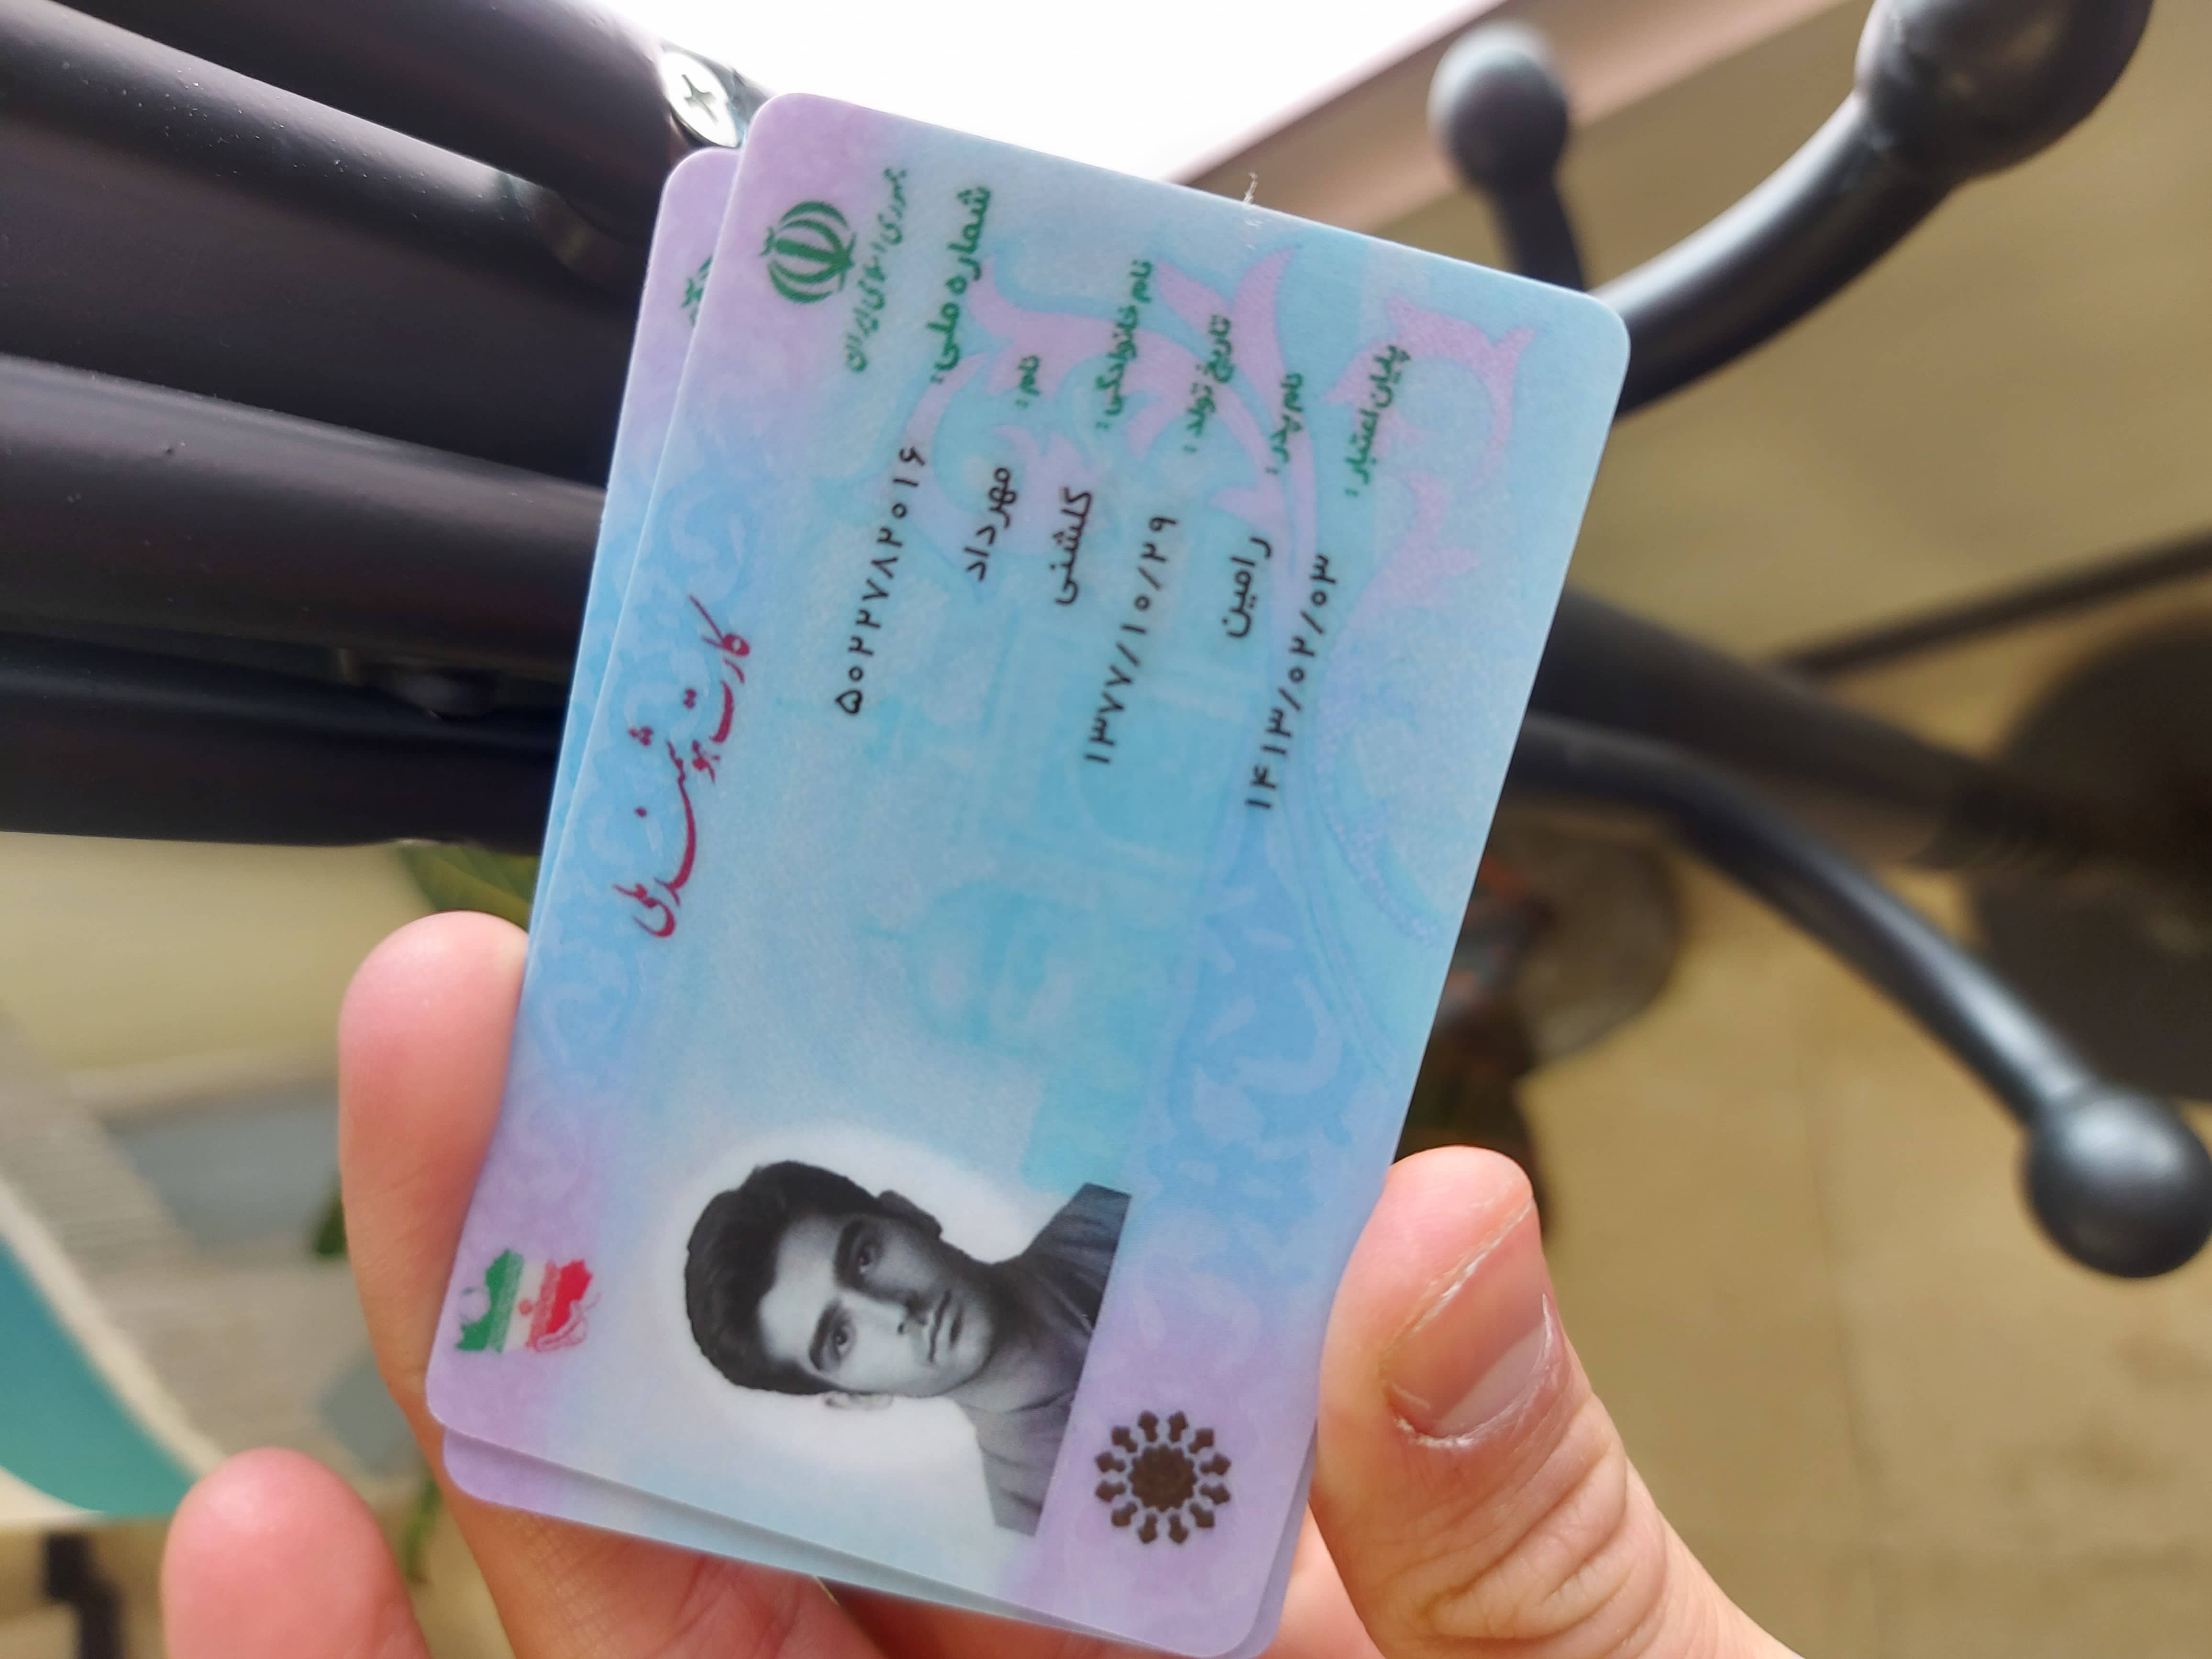 جمهوری اسلامی ایران
کارت هوشمند ملی
شماره ملی: ۵۰۲۲۷۸۲۰۱۶
نام: مهرداد
نام خانوادگی: گلشنی
تاریخ تولد: ۱۳۷۷/۱۰/۲۹
نام پدر: رامین
پایان اعتبار: ۱۴۱۳/۰۲/۰۳